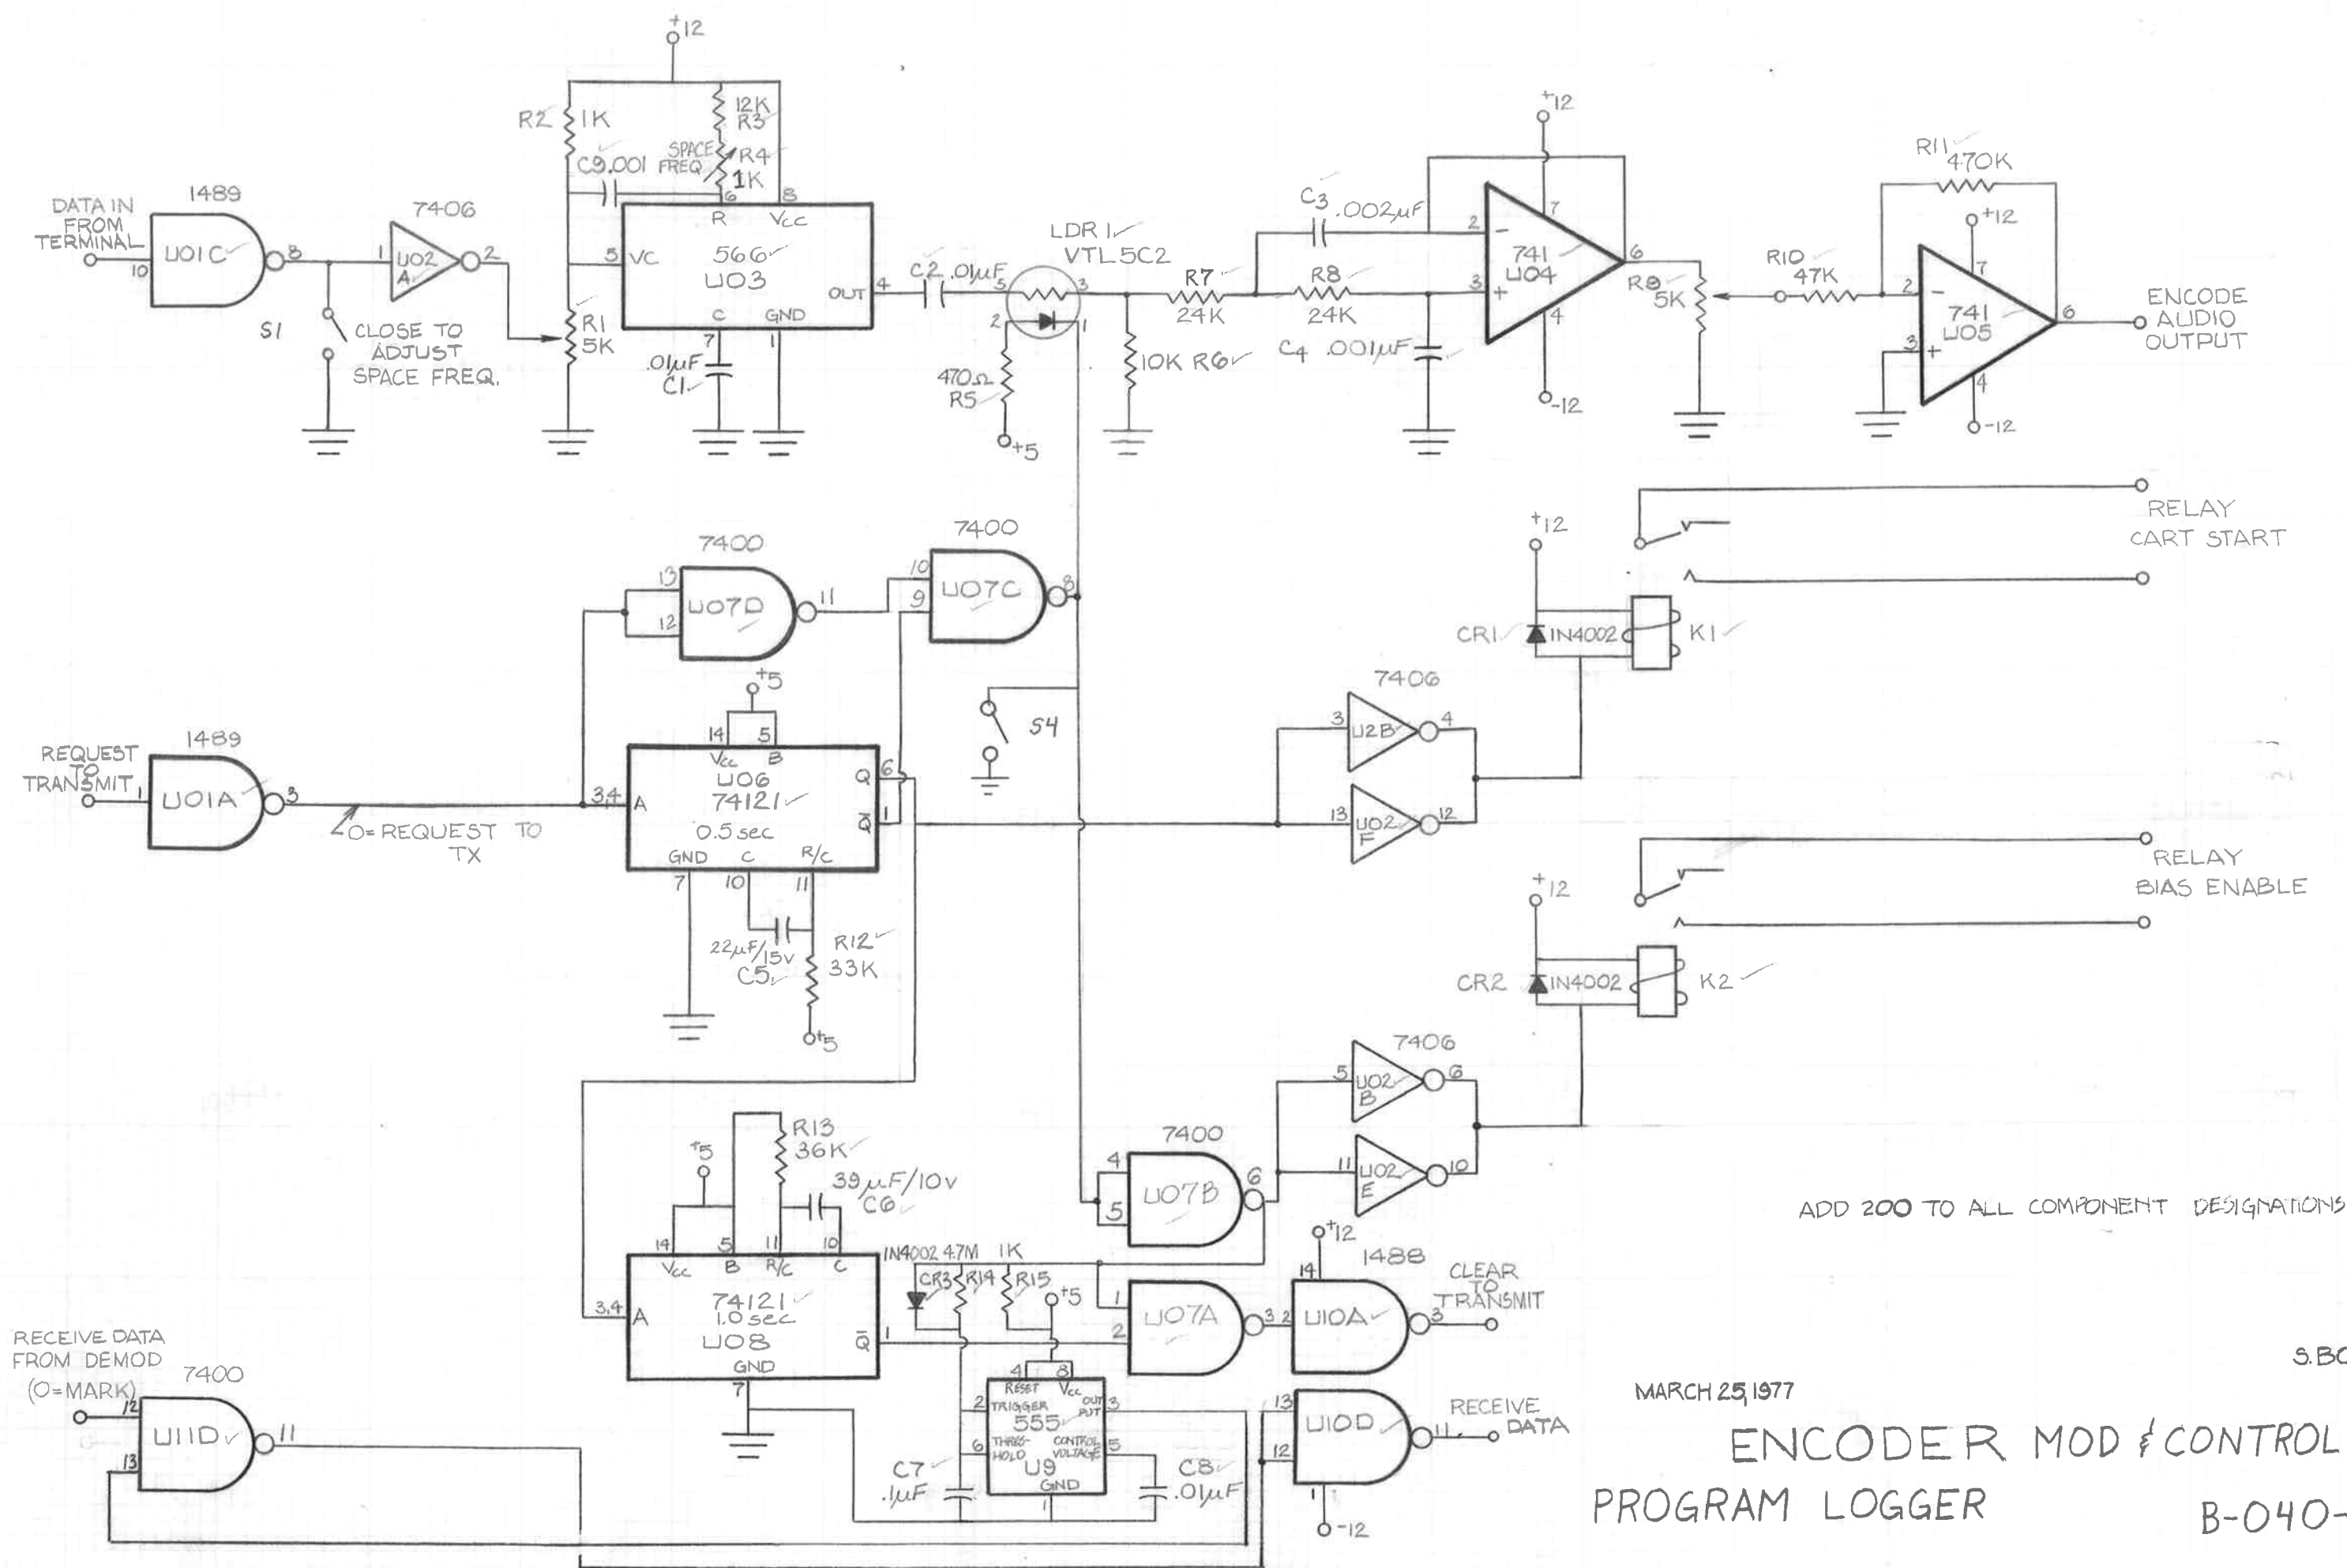 +12
R2
1K
12K
R3
C9
.001
SPACE
FREQ
R4
1K
DATA IN
FROM
TERMINAL
1489
U01C
10
8
7406
1
U02
A
2
S1
CLOSE TO
ADJUST
SPACE FREQ.
R1
5K
6
8
R
VCC
5
VC
566
U03
OUT
4
C
GND
7
1
.01µF
C1
C2 .01µF
LDR 1
VTL5C2
5
3
2
1
470Ω
R5
+5
10K R6
R7
24K
R8
24K
C3
.002µF
C4 .001µF
+12
7
2
-
741
U04
3
+
6
4
-12
R9
5K
R10
47K
R11
470K
+12
7
2
-
741
U05
3
+
6
4
-12
ENCODE
AUDIO
OUTPUT
7400
13
12
U07D
11
7400
10
9
U07C
8
S4
REQUEST
TO
TRANSMIT
1489
1
U01A
3
0=REQUEST TO
TX
+5
14
5
VCC
B
U06
74121
0.5 sec
3,4
A
Q
6
Q̅
1
GND
C
R/C
7
10
11
22µF/15V
C5
R12
33K
+5
7406
3
U2B
4
13
U02
F
12
+12
CR1
1N4002
K1
RELAY
CART START
+12
CR2
1N4002
K2
RELAY
BIAS ENABLE
7406
5
U02
B
6
11
U02
E
10
7400
4
5
U07B
6
+5
R13
36K
39µF/10V
C6
14
5
11
10
VCC
B
R/C
C
3,4
A
74121
1.0 sec
U08
Q̅
1
GND
7
1N4002 4.7M 1K
CR3
R14
R15
+5
1
2
U07A
3
+12
1488
14
2
U10A
3
CLEAR
TO
TRANSMIT
4
8
RESET
VCC
2
TRIGGER
OUT
PUT
3
555
6
THRES-
HOLD
CONTROL
VOLTAGE
5
U9
GND
1
C7
.1µF
C8
.01µF
RECEIVE DATA
FROM DEMOD
(0=MARK)
7400
12
13
U11D
11
13
12
U10D
11
1
-12
RECEIVE
DATA
ADD 200 TO ALL COMPONENT DESIGNATIONS
MARCH 25, 1977
ENCODER MOD & CONTROL
PROGRAM LOGGER
B-040-